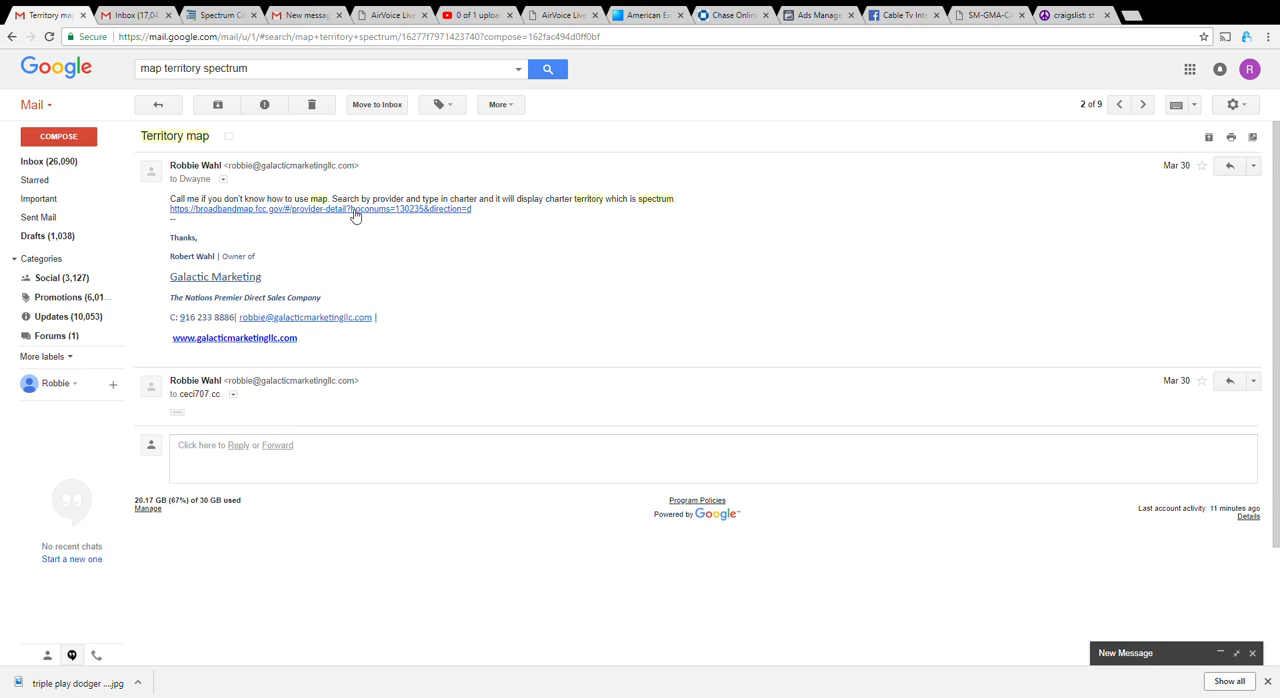 Territory ma
Inbox (17,04
Spectrum Ca
New messag
AirVoice Live
0 of 1 uploa
AirVoice Live
American Ex
Chase Online
Ads Manage
Cable Tv Int
SM-GMA-CA
craigslist: st
Secure https://mail.google.com/mail/u/1/#search/map+territory+spectrum/16277f7971423740?compose=162fac494d0ff0bf
Google
map territory spectrum
R
Mail
Move to Inbox
More
2 of 9
COMPOSE
Inbox (26,090)
Starred
Important
Sent Mail
Drafts (1,038)
Categories
Social (3,127)
Promotions (6,01...
Updates (10,053)
Forums (1)
More labels
Robbie
No recent chats
Start a new one
Territory map
Robbie Wahl <robbie@galacticmarketingllc.com>
Mar 30
to Dwayne
Call me if you don't know how to use map. Search by provider and type in charter and it will display charter territory which is spectrum.
https://broadbandmap.fcc.gov/#/provider-detail?hoconums=130235&direction=d
--
Thanks,
Robert Wahl | Owner of
Galactic Marketing
The Nations Premier Direct Sales Company
C: 916 233 8886| robbie@galacticmarketingllc.com |
www.galacticmarketingllc.com
Robbie Wahl <robbie@galacticmarketingllc.com>
Mar 30
to ceci707.cc
Click here to Reply or Forward
20.17 GB (67%) of 30 GB used
Manage
Program Policies
Powered by Google™
Last account activity: 11 minutes ago
Details
New Message
triple play dodger ....jpg
Show all